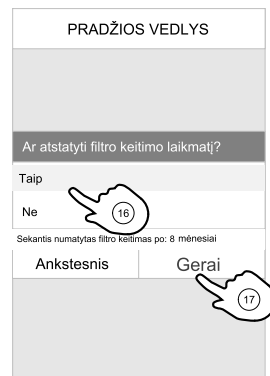 PRADŽIOS VEDLYS
Ar atstatyti filtro keitimo laikmatį?
Taip
16
Ne
Sekantis numatytas filtro keitimas po: 8 mėnesiai
Ankstesnis Gerai
17